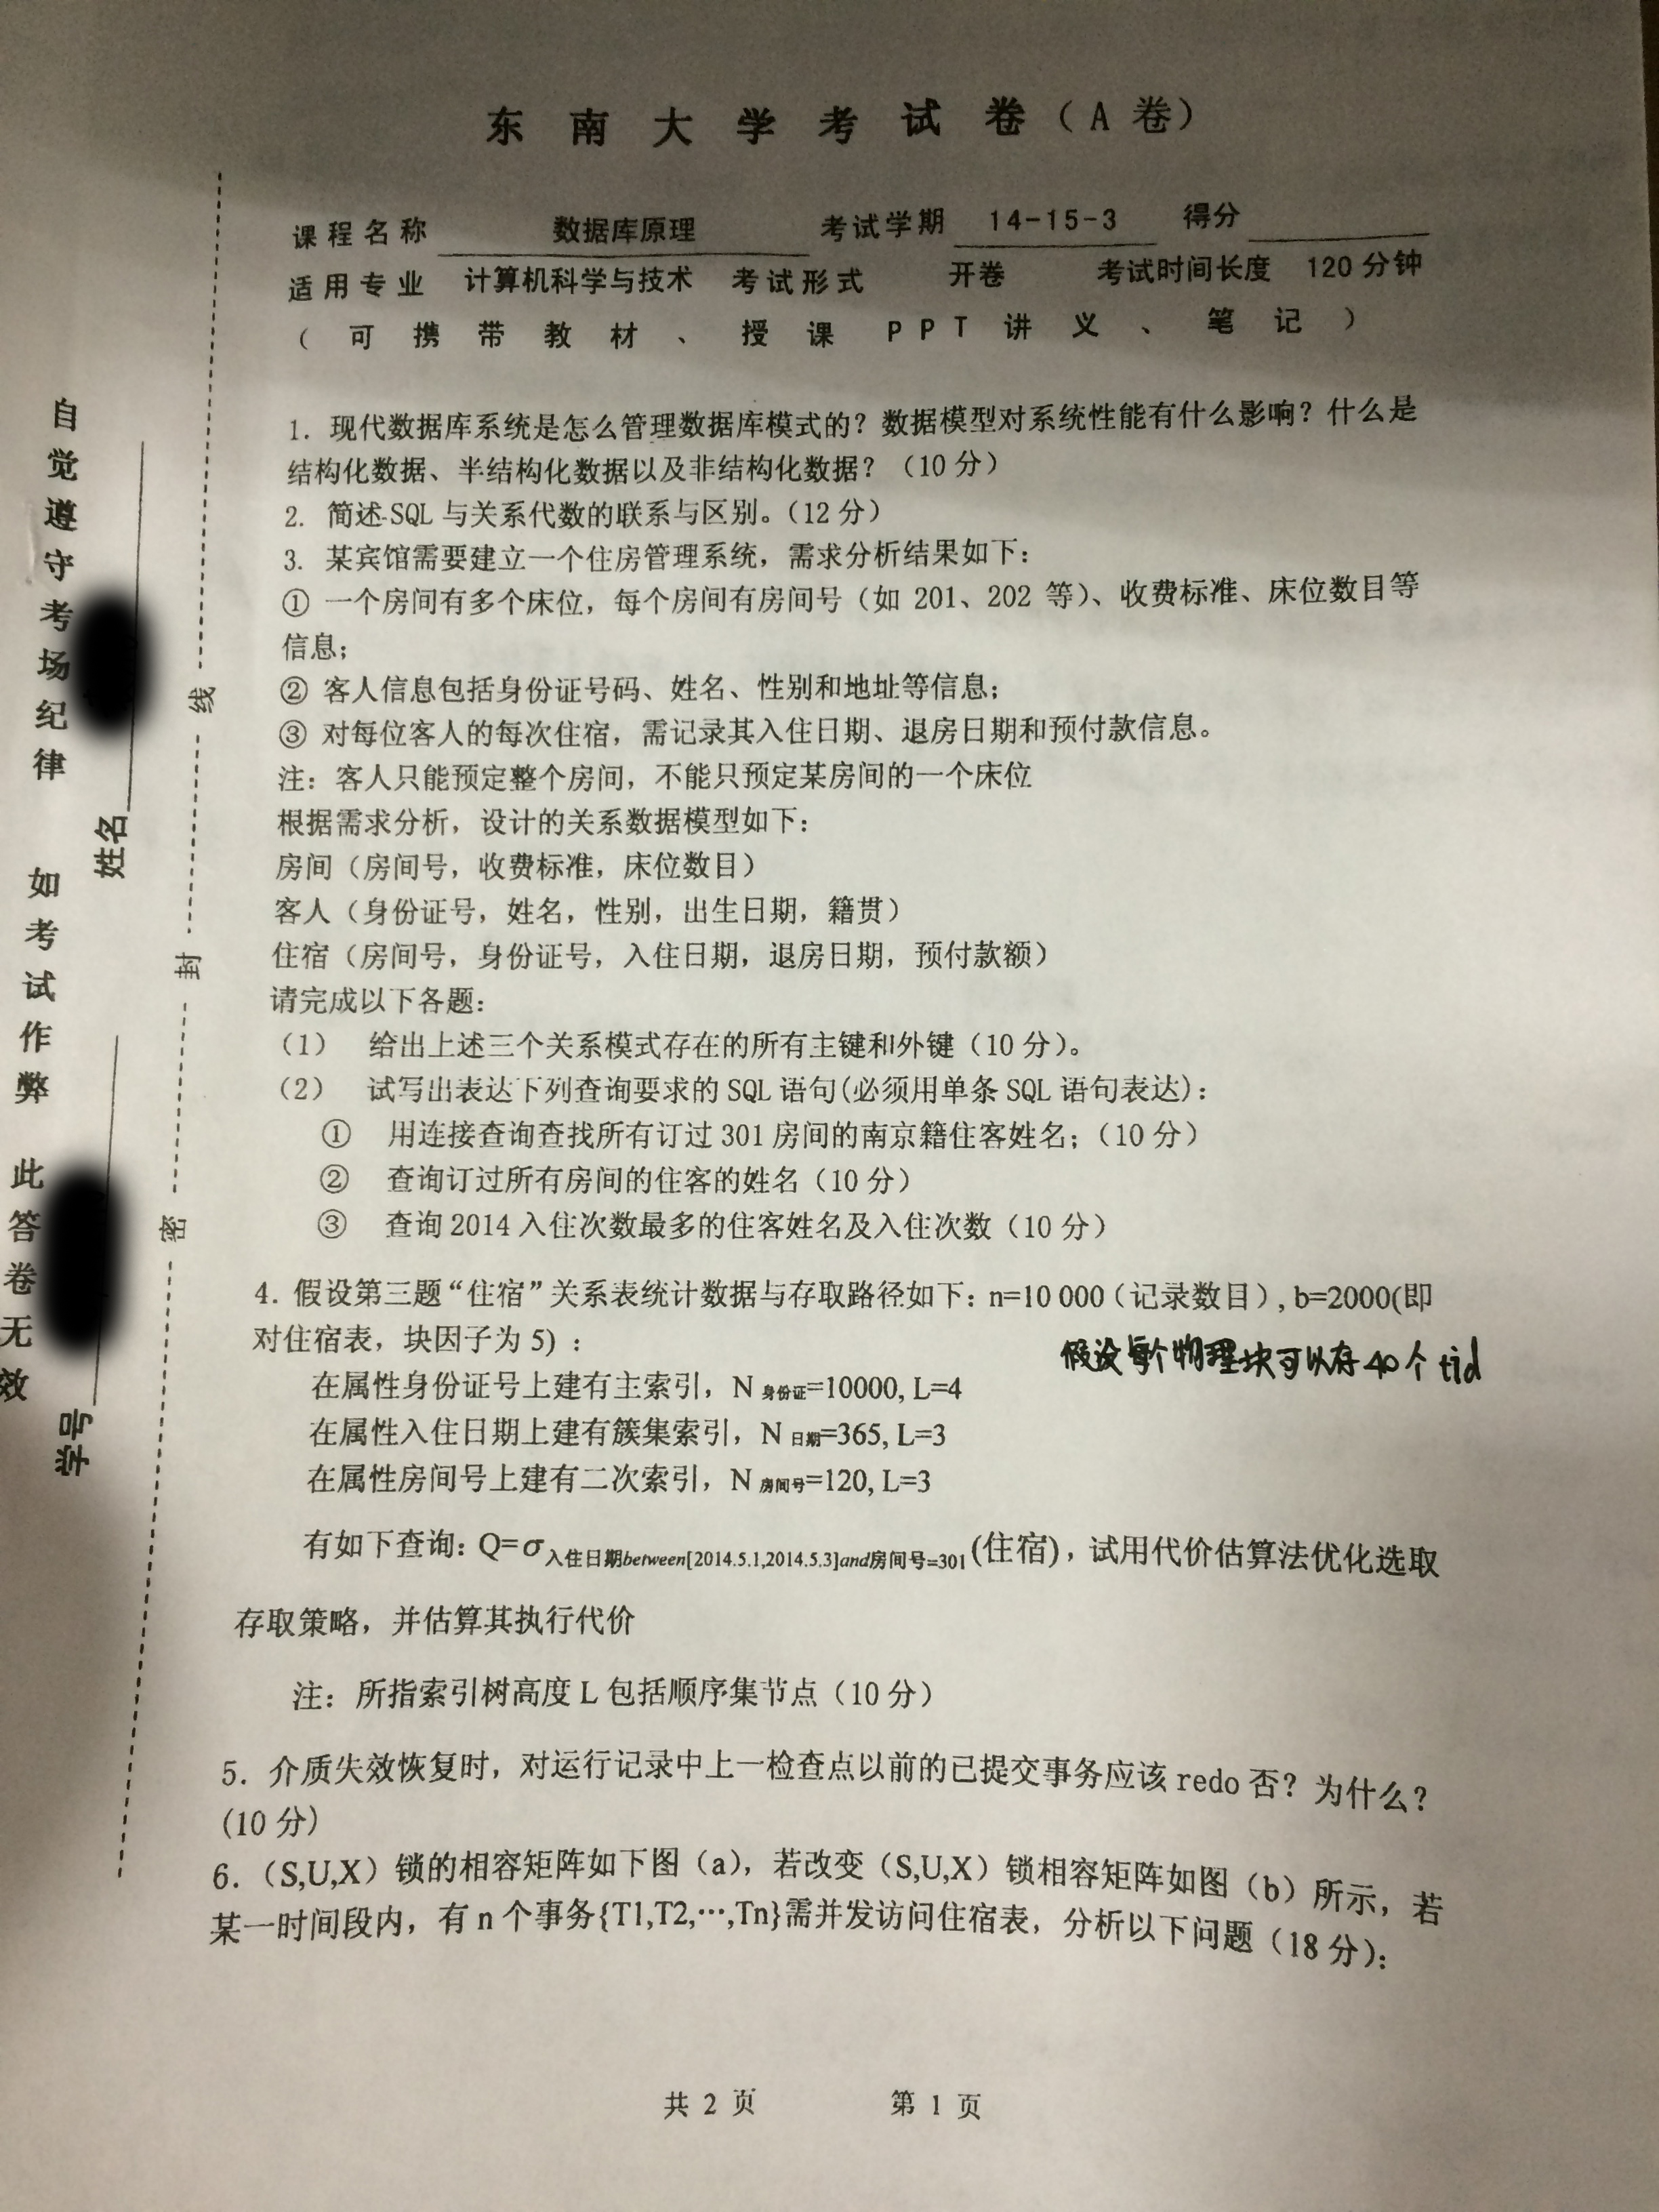 东南大学考试卷（A卷）
课程名称 数据库原理 考试学期 14-15-3 得分
适用专业 计算机科学与技术 考试形式 开卷 考试时间长度 120分钟
（可携带教材、授课PPT讲义、笔记）
1. 现代数据库系统是怎么管理数据库模式的？数据模型对系统性能有什么影响？什么是
结构化数据、半结构化数据以及非结构化数据？（10分）
2. 简述SQL与关系代数的联系与区别。（12分）
3. 某宾馆需要建立一个住房管理系统，需求分析结果如下：
① 一个房间有多个床位，每个房间有房间号（如 201、202 等）、收费标准、床位数目等
信息；
② 客人信息包括身份证号码、姓名、性别和地址等信息；
③ 对每位客人的每次住宿，需记录其入住日期、退房日期和预付款信息。
注：客人只能预定整个房间，不能只预定某房间的一个床位
根据需求分析，设计的关系数据模型如下：
房间（房间号，收费标准，床位数目）
客人（身份证号，姓名，性别，出生日期，籍贯）
住宿（房间号，身份证号，入住日期，退房日期，预付款额）
请完成以下各题：
（1） 给出上述三个关系模式存在的所有主键和外键（10分）。
（2） 试写出表达下列查询要求的SQL语句(必须用单条SQL语句表达)：
① 用连接查询查找所有订过301房间的南京籍住客姓名；（10分）
② 查询订过所有房间的住客的姓名（10分）
③ 查询2014入住次数最多的住客姓名及入住次数（10分）
4. 假设第三题“住宿”关系表统计数据与存取路径如下：n=10 000（记录数目）, b=2000(即
对住宿表，块因子为5)：
假设每个物理块可以存40个tid
在属性身份证号上建有主索引，N身份证=10000, L=4
在属性入住日期上建有簇集索引，N日期=365, L=3
在属性房间号上建有二次索引，N房间号=120, L=3
有如下查询：Q=σ入住日期between[2014.5.1,2014.5.3]and房间号=301(住宿)，试用代价估算法优化选取
存取策略，并估算其执行代价
注：所指索引树高度L包括顺序集节点（10分）
5. 介质失效恢复时，对运行记录中上一检查点以前的已提交事务应该redo否？为什么？
（10分）
6.（S,U,X）锁的相容矩阵如下图（a），若改变（S,U,X）锁相容矩阵如图（b）所示，若
某一时间段内，有n个事务{T1,T2,…,Tn}需并发访问住宿表，分析以下问题（18分）：
共 2 页 第 1 页
自觉遵守考场纪律 如考试作弊 此答卷无效
姓名
学号
线
封
密